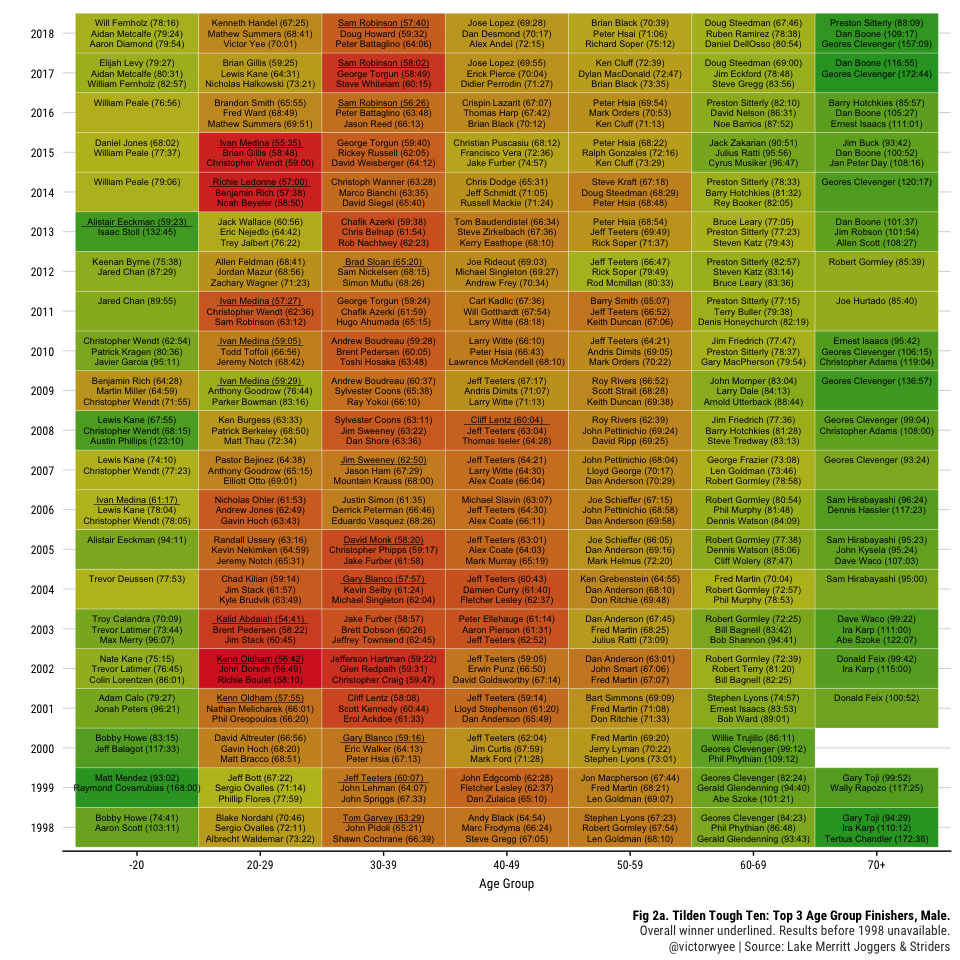 2018
Will Fernholz (78:16)
Aidan Metcalfe (79:24)
Aaron Diamond (79:54)
Kenneth Handel (67:25)
Mathew Summers (68:41)
Victor Yee (70:01)
Sam Robinson (57:40)
Doug Howard (59:32)
Peter Battaglino (64:06)
Jose Lopez (69:28)
Dan Desmond (70:17)
Alex Andel (72:15)
Brian Black (70:39)
Peter Hsia (71:06)
Richard Soper (75:12)
Doug Steedman (67:46)
Ruben Ramirez (78:38)
Daniel DellOsso (80:54)
Preston Sitterly (88:09)
Dan Boone (109:17)
Geores Clevenger (157:09)
2017
Elijah Levy (79:27)
Aidan Metcalfe (80:31)
William Fernholz (82:57)
Brian Gillis (59:25)
Lewis Kane (64:31)
Nicholas Halkowski (73:21)
Sam Robinson (58:02)
George Torgun (58:49)
Steve Whitelam (60:15)
Jose Lopez (69:55)
Erick Pierce (70:04)
Didier Perrodin (71:27)
Ken Cluff (72:39)
Dylan MacDonald (72:47)
Brian Black (73:35)
Doug Steedman (69:00)
Jim Eckford (78:48)
Steve Gregg (83:56)
Dan Boone (116:55)
Geores Clevenger (172:44)
2016
William Peale (76:56)
Brandon Smith (65:55)
Fred Ward (68:49)
Mathew Summers (69:51)
Sam Robinson (56:26)
Peter Battaglino (63:48)
Jason Reed (66:13)
Crispin Lazarit (67:07)
Thomas Harp (67:42)
Brian Black (70:12)
Peter Hsia (69:54)
Mark Orders (70:53)
Ken Cluff (71:13)
Preston Sitterly (82:10)
David Nelson (86:31)
Noe Barrios (87:52)
Barry Hotchkies (85:57)
Dan Boone (105:27)
Ernest Isaacs (111:01)
2015
Daniel Jones (68:02)
William Peale (77:37)
Ivan Medina (55:35)
Brian Gillis (58:48)
Christopher Wendt (59:00)
George Torgun (59:40)
Rickey Russell (62:05)
David Weisberger (64:12)
Christian Puscasiu (68:12)
Francisco Vera (72:36)
Jake Furber (74:57)
Peter Hsia (68:22)
Ralph Gonzales (72:16)
Ken Cluff (73:29)
Jack Zakarian (90:51)
Julius Ratti (95:56)
Cyrus Musiker (96:47)
Jim Buck (93:42)
Dan Boone (100:52)
Jan Peter Day (108:16)
2014
William Peale (79:06)
Richie Ledonne (57:00)
Benjamin Rich (57:38)
Noah Beyeler (58:50)
Christoph Wanner (63:28)
Marco Bianchi (63:35)
David Siegel (65:40)
Chris Dodge (65:31)
Jeff Schmidt (71:05)
Russell Mackie (71:24)
Steve Kraft (67:18)
Doug Steedman (68:29)
Peter Hsia (68:48)
Preston Sitterly (78:33)
Barry Hotchkies (81:32)
Rey Booker (82:05)
Geores Clevenger (120:17)
2013
Alistair Eeckman (59:23)
Isaac Stoll (132:45)
Jack Wallace (60:56)
Eric Nejedlo (64:42)
Trey Jalbert (76:22)
Chafik Azerki (59:38)
Chris Belnap (61:54)
Rob Nachtwey (62:23)
Tom Baudendistel (66:34)
Steve Zirkelbach (67:36)
Kerry Easthope (68:10)
Peter Hsia (68:54)
Jeff Teeters (69:49)
Rick Soper (71:37)
Bruce Leary (77:05)
Preston Sitterly (77:23)
Steven Katz (79:43)
Dan Boone (101:37)
Jim Robson (101:54)
Allen Scott (108:27)
2012
Keenan Byrne (75:38)
Jared Chan (87:29)
Allen Feldman (68:41)
Jordan Mazur (68:56)
Zachary Wagner (71:23)
Brad Sloan (65:20)
Sam Nickelsen (68:15)
Simon Mutlu (68:26)
Joe Rideout (69:03)
Michael Singleton (69:27)
Andrew Frey (70:34)
Jeff Teeters (66:47)
Rick Soper (79:49)
Rod Mcmillan (80:33)
Preston Sitterly (82:57)
Steven Katz (83:14)
Bruce Leary (83:36)
Robert Gormley (85:39)
2011
Jared Chan (89:55)
Ivan Medina (57:27)
Christopher Wendt (62:36)
Sam Robinson (63:12)
George Torgun (59:24)
Chafik Azerki (61:59)
Hugo Ahumada (65:15)
Carl Kadlic (67:36)
Will Gotthardt (67:54)
Larry Witte (68:18)
Barry Smith (65:07)
Jeff Teeters (66:52)
Keith Duncan (67:06)
Preston Sitterly (77:15)
Terry Buller (79:38)
Denis Honeychurch (82:19)
Joe Hurtado (85:40)
2010
Christopher Wendt (62:54)
Patrick Kragen (80:36)
Javier Garcia (95:11)
Ivan Medina (59:05)
Todd Toffoli (66:56)
Jeremy Notch (68:42)
Andrew Boudreau (59:28)
Brent Pedersen (60:05)
Toshi Hosaka (63:48)
Larry Witte (66:10)
Peter Hsia (66:43)
Lawrence McKendell (68:10)
Jeff Teeters (64:21)
Andris Dimits (69:05)
Mark Orders (70:22)
Jim Friedrich (77:47)
Preston Sitterly (78:37)
Gary MacPherson (79:54)
Ernest Isaacs (95:42)
Geores Clevenger (106:15)
Christopher Adams (119:04)
2009
Benjamin Rich (64:28)
Martin Miller (64:59)
Christopher Wendt (71:55)
Ivan Medina (59:29)
Anthony Goodrow (76:44)
Parker Bowman (83:16)
Andrew Boudreau (60:37)
Sylvester Coons (65:38)
Ray Yokoi (66:10)
Jeff Teeters (67:17)
Andris Dimits (71:07)
Larry Witte (71:13)
Roy Rivers (66:52)
Scott Strait (68:28)
Keith Duncan (69:38)
John Momper (83:04)
Larry Dale (84:13)
Arnold Utterback (88:44)
Geores Clevenger (136:57)
2008
Lewis Kane (67:55)
Christopher Wendt (68:15)
Austin Phillips (123:10)
Ken Burgess (63:33)
Patrick Berkeley (68:50)
Matt Thau (72:34)
Sylvester Coons (63:11)
Jim Sweeney (63:22)
Dan Shore (63:36)
Cliff Lentz (60:04)
Jeff Teeters (63:04)
Thomas Iseler (64:28)
Roy Rivers (62:39)
John Pettinichio (69:24)
David Ripp (69:25)
Jim Friedrich (77:36)
Barry Hotchkies (81:28)
Steve Tredway (83:13)
Geores Clevenger (99:04)
Christopher Adams (108:00)
2007
Lewis Kane (74:10)
Christopher Wendt (77:23)
Pastor Bejinez (64:38)
Anthony Goodrow (65:15)
Elliott Otto (69:01)
Jim Sweeney (62:50)
Jason Ham (67:29)
Mountain Krauss (68:00)
Jeff Teeters (64:21)
Larry Witte (64:30)
Alex Coate (66:04)
John Pettinichio (68:04)
Lloyd George (70:17)
Dan Anderson (70:29)
George Frazier (73:08)
Len Goldman (73:46)
Robert Gormley (78:58)
Geores Clevenger (93:24)
2006
Ivan Medina (61:17)
Lewis Kane (78:04)
Christopher Wendt (78:05)
Nicholas Ohler (61:53)
Andrew Jones (62:49)
Gavin Hoch (63:43)
Justin Simon (61:35)
Derrick Peterman (66:46)
Eduardo Vasquez (68:26)
Michael Slavin (63:07)
Jeff Teeters (64:30)
Alex Coate (66:11)
Joe Schieffer (67:15)
John Pettinichio (68:58)
Dan Anderson (69:58)
Robert Gormley (80:54)
Phil Murphy (81:48)
Dennis Watson (84:09)
Sam Hirabayashi (96:24)
Dennis Hassler (117:23)
2005
Alistair Eeckman (94:11)
Randall Ussery (63:16)
Kevin Nekimken (64:59)
Jeremy Notch (65:31)
David Monk (58:20)
Christopher Phipps (59:17)
Jake Furber (61:58)
Jeff Teeters (63:01)
Alex Coate (64:03)
Mark Murray (65:19)
Joe Schieffer (66:05)
Dan Anderson (69:16)
Mark Helmus (72:20)
Robert Gormley (77:38)
Dennis Watson (85:06)
Cliff Woley (87:47)
Sam Hirabayashi (95:23)
John Kysela (95:24)
Dave Waco (107:03)
2004
Trevor Deussen (77:53)
Chad Kilian (59:14)
Jim Stack (61:57)
Kyle Brudvik (63:49)
Gary Blanco (57:57)
Kevin Selby (61:24)
Michael Singleton (62:04)
Jeff Teeters (60:43)
Damien Curry (61:40)
Fletcher Lesley (62:37)
Ken Grebenstein (64:55)
Dan Anderson (68:10)
Don Ritchie (69:48)
Fred Martin (70:04)
Robert Gormley (72:57)
Phil Murphy (78:53)
Sam Hirabayashi (95:00)
2003
Troy Calandra (70:09)
Trevor Latimer (73:44)
Max Merry (96:07)
Kalid Abdalah (54:41)
Brent Pedersen (58:22)
Jim Stack (60:45)
Jake Furber (58:57)
Brett Dobson (60:26)
Jeffrey Townsend (62:45)
Peter Ellehauge (61:14)
Aaron Pierson (61:31)
Jeff Teeters (62:52)
Dan Anderson (67:45)
Fred Martin (68:25)
Julius Ratti (73:09)
Robert Gormley (72:25)
Bill Bagnell (83:42)
Bob Shannon (94:41)
Dave Waco (99:22)
Ira Karp (111:00)
Abe Szoke (122:07)
2002
Nate Kane (75:15)
Trevor Latimer (76:45)
Colin Lorentzen (86:01)
Kenn Oldham (56:42)
John Dorsch (56:49)
Richie Boulet (58:10)
Jefferson Hartman (59:22)
Glen Redpath (59:31)
Christopher Craig (59:47)
Jeff Teeters (59:05)
Erwin Punz (66:50)
David Goldsworthy (67:14)
Dan Anderson (63:01)
John Smart (67:06)
Fred Martin (67:07)
Robert Gormley (72:39)
Robert Terry (81:20)
Bill Bagnell (82:25)
Donald Feix (99:42)
Ira Karp (115:00)
2001
Adam Calo (79:27)
Jonah Peters (96:21)
Kenn Oldham (57:55)
Nathan Melicharek (66:01)
Phil Oreopoulos (66:20)
Cliff Lentz (58:08)
Scott Kennedy (60:44)
Erol Ackdoe (61:33)
Jeff Teeters (59:14)
Lloyd Stephenson (61:20)
Dan Anderson (65:49)
Bart Simmons (69:09)
Fred Martin (71:08)
Don Ritchie (71:33)
Stephen Lyons (74:57)
Ernest Isaacs (83:53)
Bob Ward (89:01)
Donald Feix (100:52)
2000
Bobby Howe (83:15)
Jeff Balagot (117:33)
David Altreuter (66:56)
Gavin Hoch (68:20)
Matt Bracco (68:51)
Gary Blanco (59:16)
Eric Walker (64:13)
Peter Hsia (67:13)
Jeff Teeters (62:04)
Jim Curtis (67:59)
Mark Ford (71:28)
Fred Martin (69:20)
Jerry Lyman (70:22)
Stephen Lyons (73:01)
Willie Trujillo (86:11)
Geores Clevenger (99:12)
Phil Phythian (109:12)
1999
Matt Mendez (93:02)
Raymond Covarrubias (168:00)
Jeff Bott (67:22)
Sergio Ovalles (71:14)
Phillip Flores (77:59)
Jeff Teeters (60:07)
John Lehman (64:07)
John Spriggs (67:33)
John Edgcomb (62:28)
Fletcher Lesley (62:37)
Dan Zulaica (65:10)
Jon Macpherson (67:44)
Fred Martin (68:21)
Len Goldman (69:07)
Geores Clevenger (82:24)
Gerald Glendenning (94:40)
Abe Szoke (101:21)
Gary Toji (99:52)
Wally Rapozo (117:25)
1998
Bobby Howe (74:41)
Aaron Scott (103:11)
Blake Nordahl (70:46)
Sergio Ovalles (72:11)
Albrecht Waldemar (73:22)
Tom Garvey (63:29)
John Pidoli (65:21)
Shawn Cochrane (66:39)
Andy Black (64:54)
Marc Frodyma (66:24)
Steve Gregg (67:05)
Stephen Lyons (67:23)
Robert Gormley (67:54)
Len Goldman (68:10)
Geores Clevenger (84:23)
Phil Phythian (86:48)
Gerald Glendenning (93:43)
Gary Toji (94:29)
Ira Karp (110:12)
Tertius Chandler (172:36)
-20
20-29
30-39
40-49
50-59
60-69
70+
Age Group
Fig 2a. Tilden Tough Ten: Top 3 Age Group Finishers, Male.
Overall winner underlined. Results before 1998 unavailable.
@victorwyee | Source: Lake Merritt Joggers & Striders